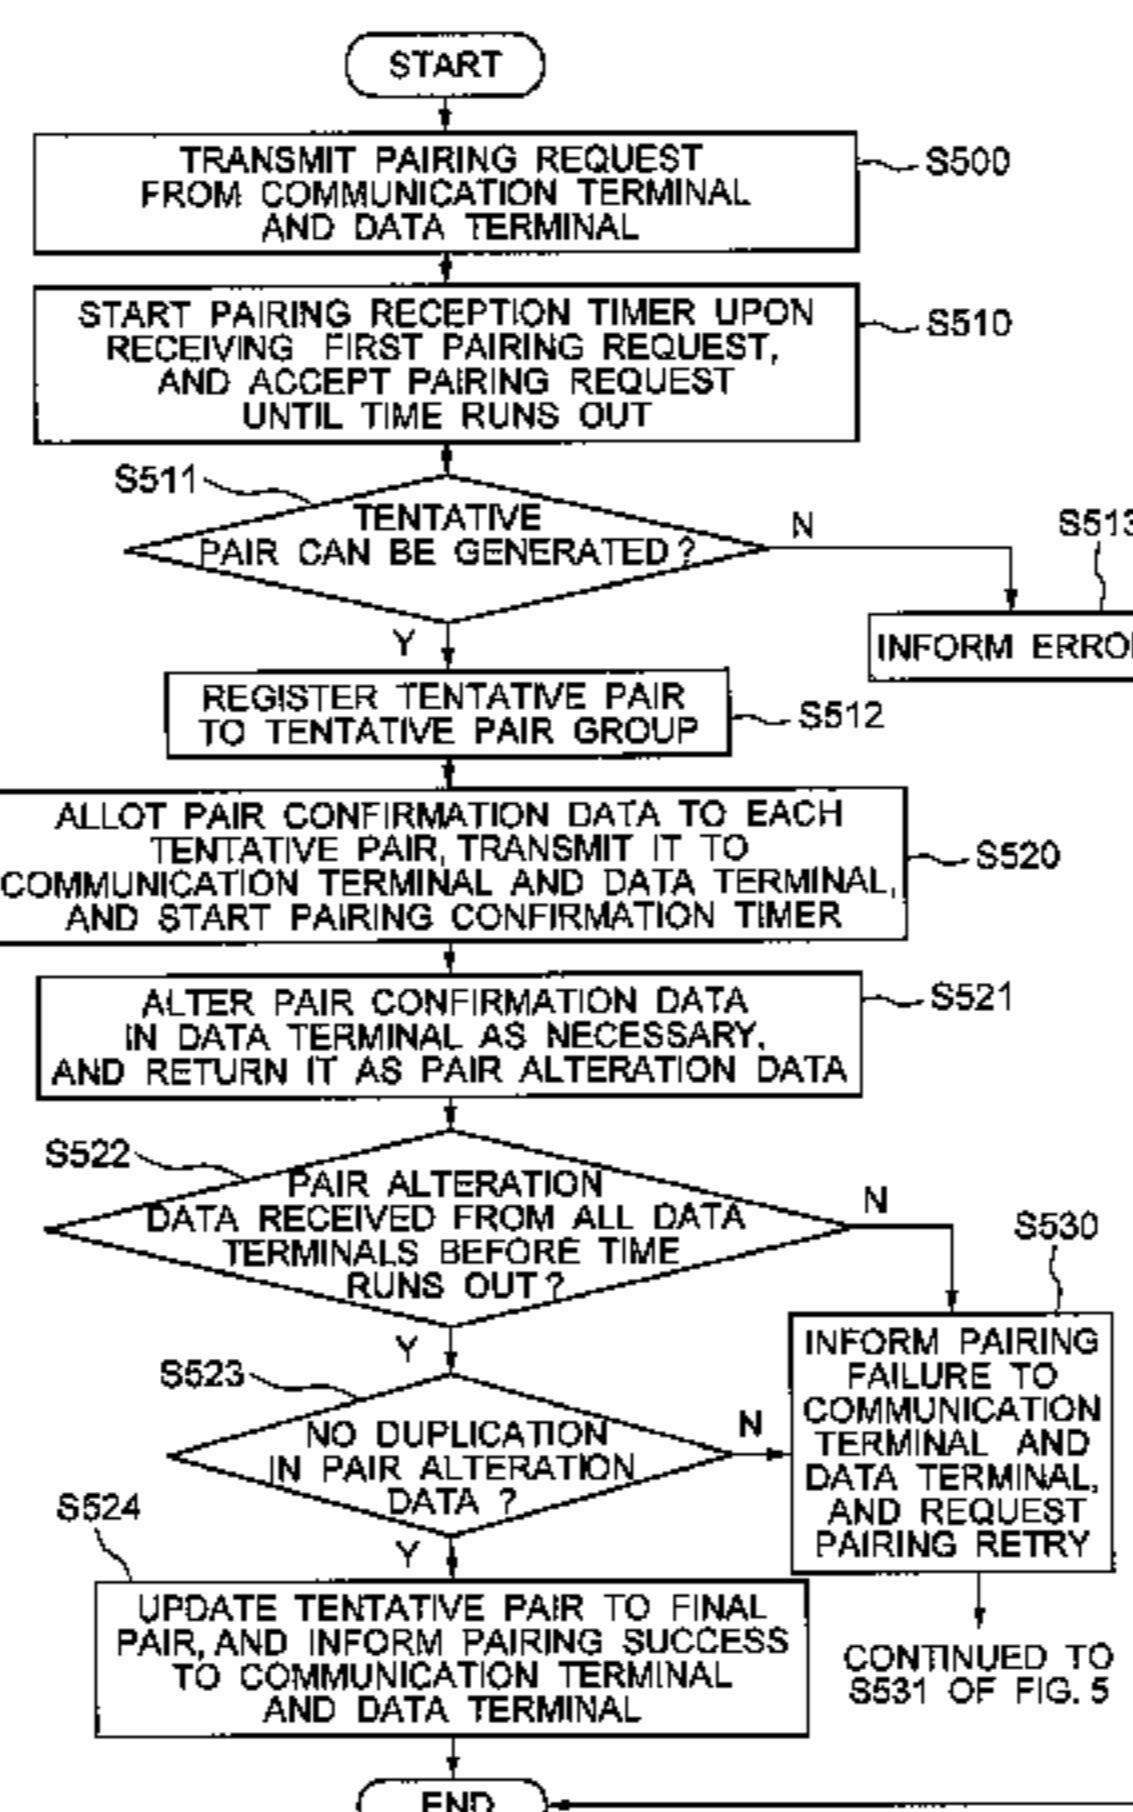 START
TRANSMIT PAIRING REQUEST
FROM COMMUNICATION TERMINAL
AND DATA TERMINAL
S500
START PAIRING RECEPTION TIMER UPON
RECEIVING FIRST PAIRING REQUEST,
AND ACCEPT PAIRING REQUEST
UNTIL TIME RUNS OUT
S510
S511
TENTATIVE
PAIR CAN BE GENERATED?
N
S513
INFORM ERRO
Y
REGISTER TENTATIVE PAIR
TO TENTATIVE PAIR GROUP
S512
ALLOT PAIR CONFIRMATION DATA TO EACH
TENTATIVE PAIR, TRANSMIT IT TO
COMMUNICATION TERMINAL AND DATA TERMINAL,
AND START PAIRING CONFIRMATION TIMER
S520
ALTER PAIR CONFIRMATION DATA
IN DATA TERMINAL AS NECESSARY,
AND RETURN IT AS PAIR ALTERATION DATA
S521
S522
PAIR ALTERATION
DATA RECEIVED FROM ALL DATA
TERMINALS BEFORE TIME
RUNS OUT?
N
S530
INFORM PAIRING
FAILURE TO
COMMUNICATION
TERMINAL AND
DATA TERMINAL,
AND REQUEST
PAIRING RETRY
Y
S523
NO DUPLICATION
IN PAIR ALTERATION
DATA ?
N
Y
S524
UPDATE TENTATIVE PAIR TO FINAL
PAIR, AND INFORM PAIRING SUCCESS
TO COMMUNICATION TERMINAL
AND DATA TERMINAL
CONTINUED TO
S531 OF FIG. 5
END